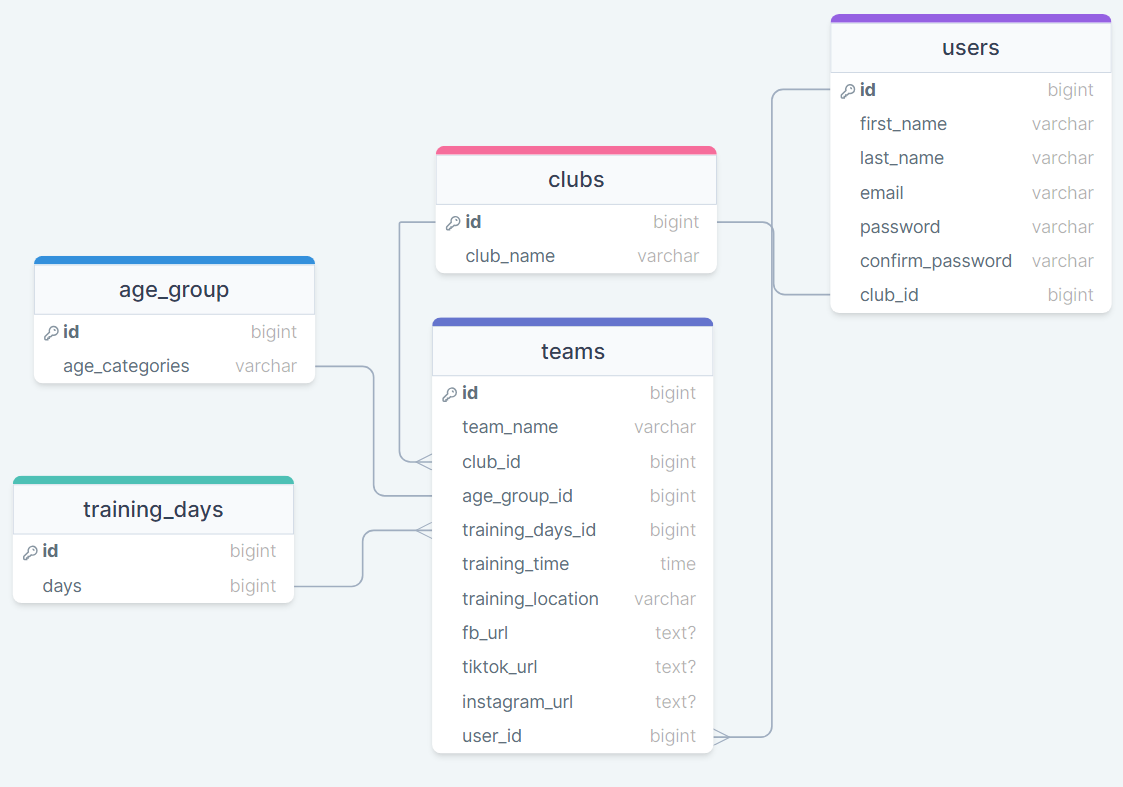 users
id bigint
first_name varchar
last_name varchar
email varchar
password varchar
confirm_password varchar
club_id bigint
clubs
id bigint
club_name varchar
age_group
id bigint
age_categories varchar
teams
id bigint
team_name varchar
club_id bigint
age_group_id bigint
training_days_id bigint
training_time time
training_location varchar
fb_url text?
tiktok_url text?
instagram_url text?
user_id bigint
training_days
id bigint
days bigint